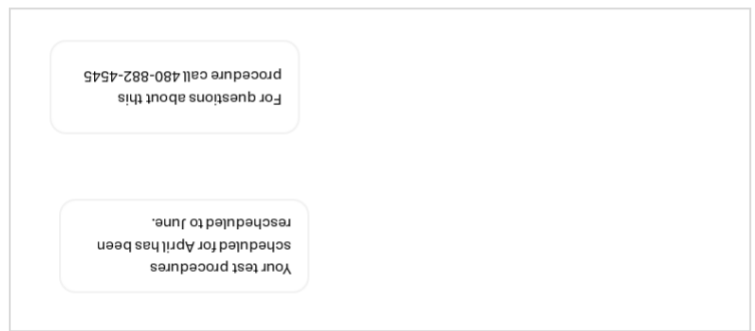 Your test procedures
scheduled for April has been
rescheduled to June.
For questions about this
procedure call 480-882-4545